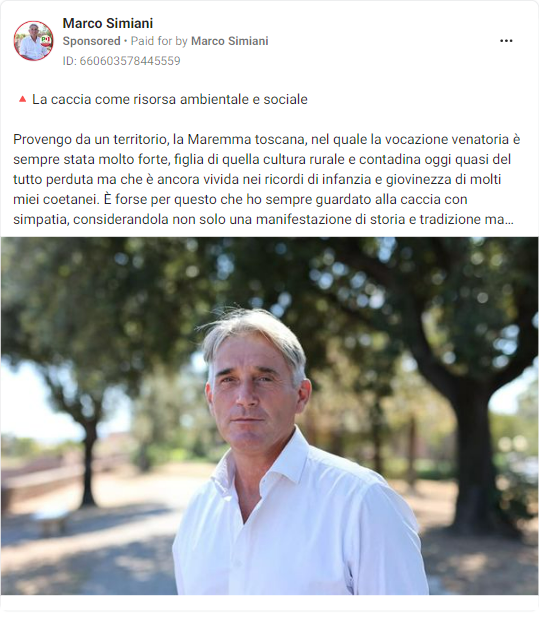 Marco Simiani
Sponsored • Paid for by Marco Simiani
ID: 660603578445559
🔺La caccia come risorsa ambientale e sociale
Provengo da un territorio, la Maremma toscana, nel quale la vocazione venatoria è
sempre stata molto forte, figlia di quella cultura rurale e contadina oggi quasi del
tutto perduta ma che è ancora vivida nei ricordi di infanzia e giovinezza di molti
miei coetanei. È forse per questo che ho sempre guardato alla caccia con
simpatia, considerandola non solo una manifestazione di storia e tradizione ma…